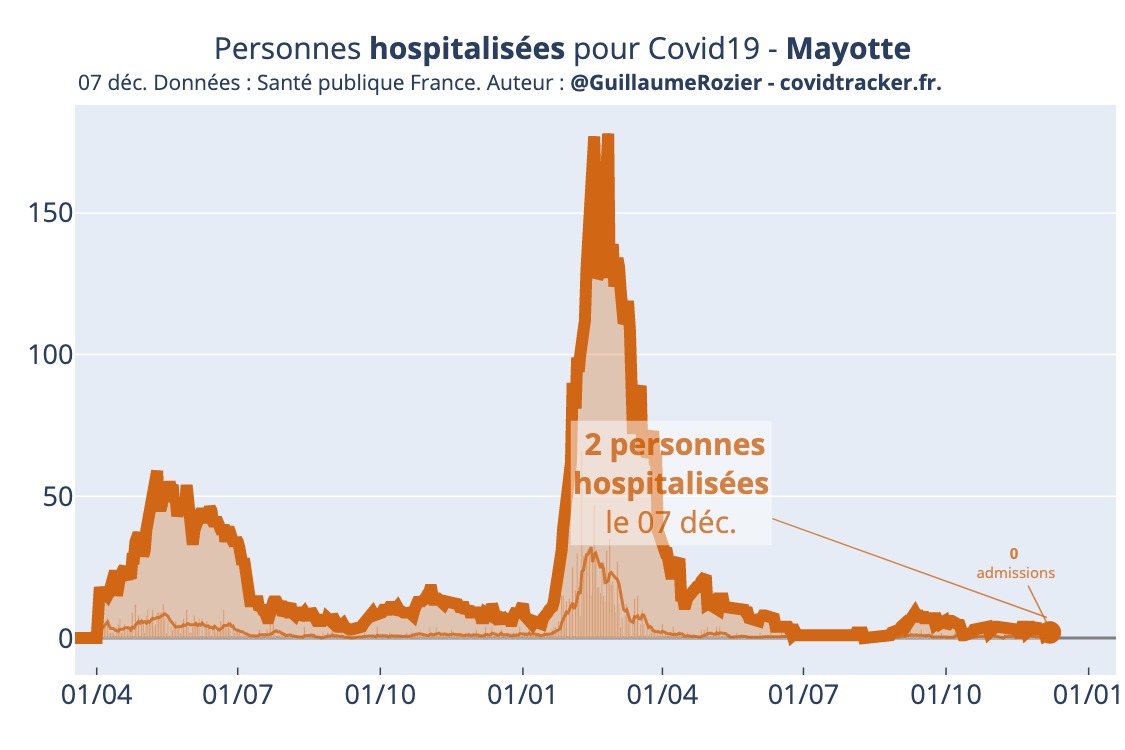 Personnes hospitalisées pour Covid19 - Mayotte
07 déc. Données : Santé publique France. Auteur : @GuillaumeRozier - covidtracker.fr.
150
100
50
0
2 personnes
hospitalisées
le 07 déc.
0
admissions
01/04 01/07 01/10 01/01 01/04 01/07 01/10 01/01